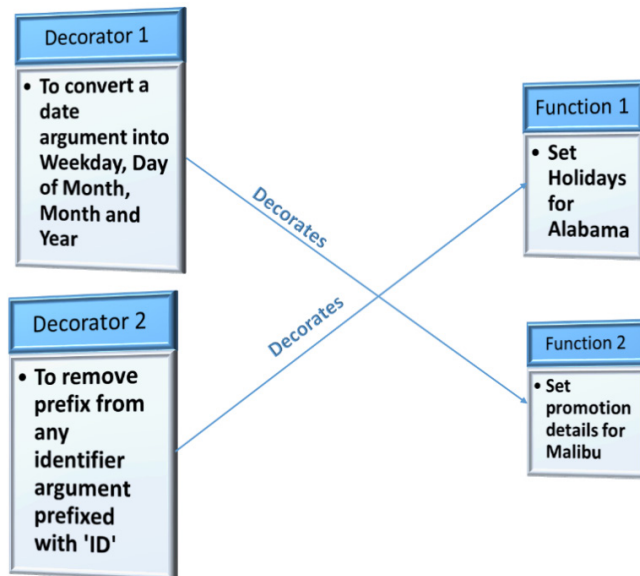 Decorator 1
• To convert a
date
argument into
Weekday, Day
of Month,
Month and
Year
Decorates
Function 1
• Set
Holidays
for
Alabama
Decorator 2
• To remove
prefix from
any
identifier
argument
prefixed
with 'ID'
Decorates
Function 2
• Set
promotion
details for
Malibu